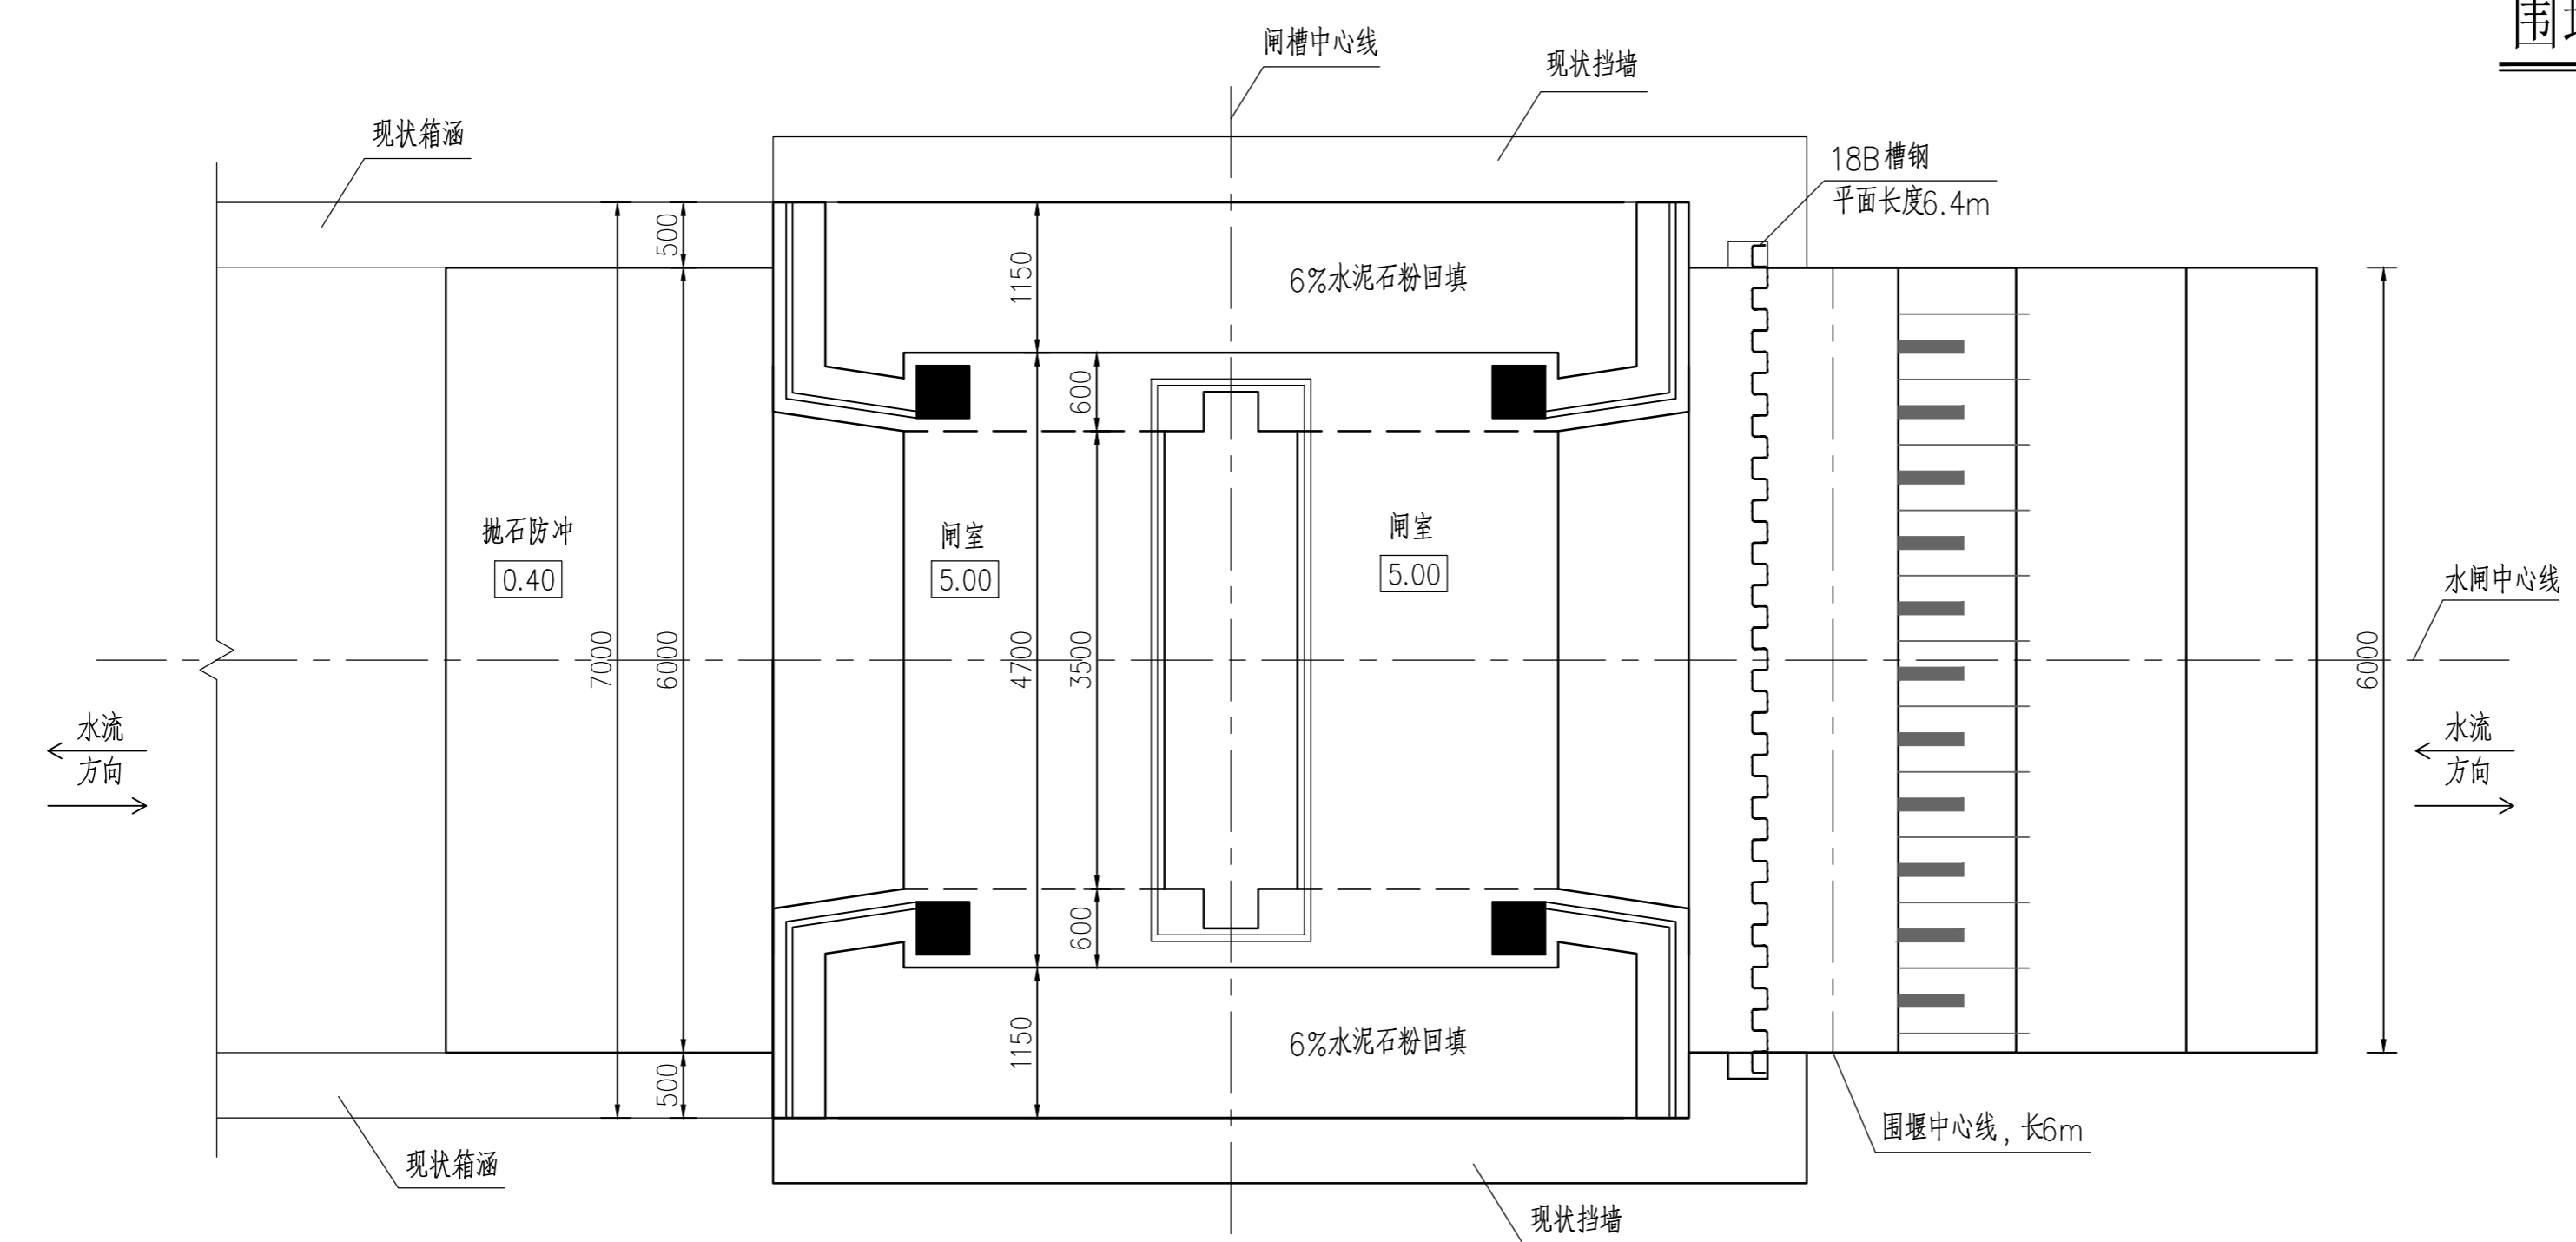 围
闸槽中心线
现状挡墙
现状箱涵
18B槽钢
平面长度6.4m
500
1150
6%水泥石粉回填
600
抛石防冲
0.40
闸室
5.00
闸室
5.00
水闸中心线
7000
6000
4700
3500
6000
水流
方向
水流
方向
600
1150
6%水泥石粉回填
500
围堰中心线，长6m
现状箱涵
现状挡墙